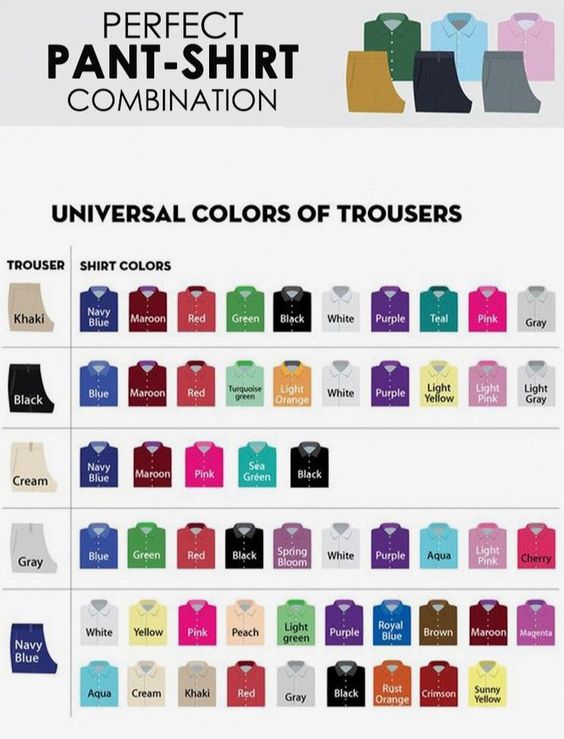 PERFECT
PANT-SHIRT
COMBINATION
UNIVERSAL COLORS OF TROUSERS
TROUSER SHIRT COLORS
Khaki Navy Blue Maroon Red Green Black White Purple Teal Pink Gray
Black Blue Maroon Red Turquoise green Light Orange White Purple Light Yellow Light Pink Light Gray
Cream Navy Blue Maroon Pink Sea Green Black
Gray Blue Green Red Black Spring Bloom White Purple Aqua Light Pink Cherry
Navy Blue White Yellow Pink Peach Light green Purple Royal Blue Brown Maroon Magenta
Aqua Cream Khaki Red Gray Black Rust Orange Crimson Sunny Yellow